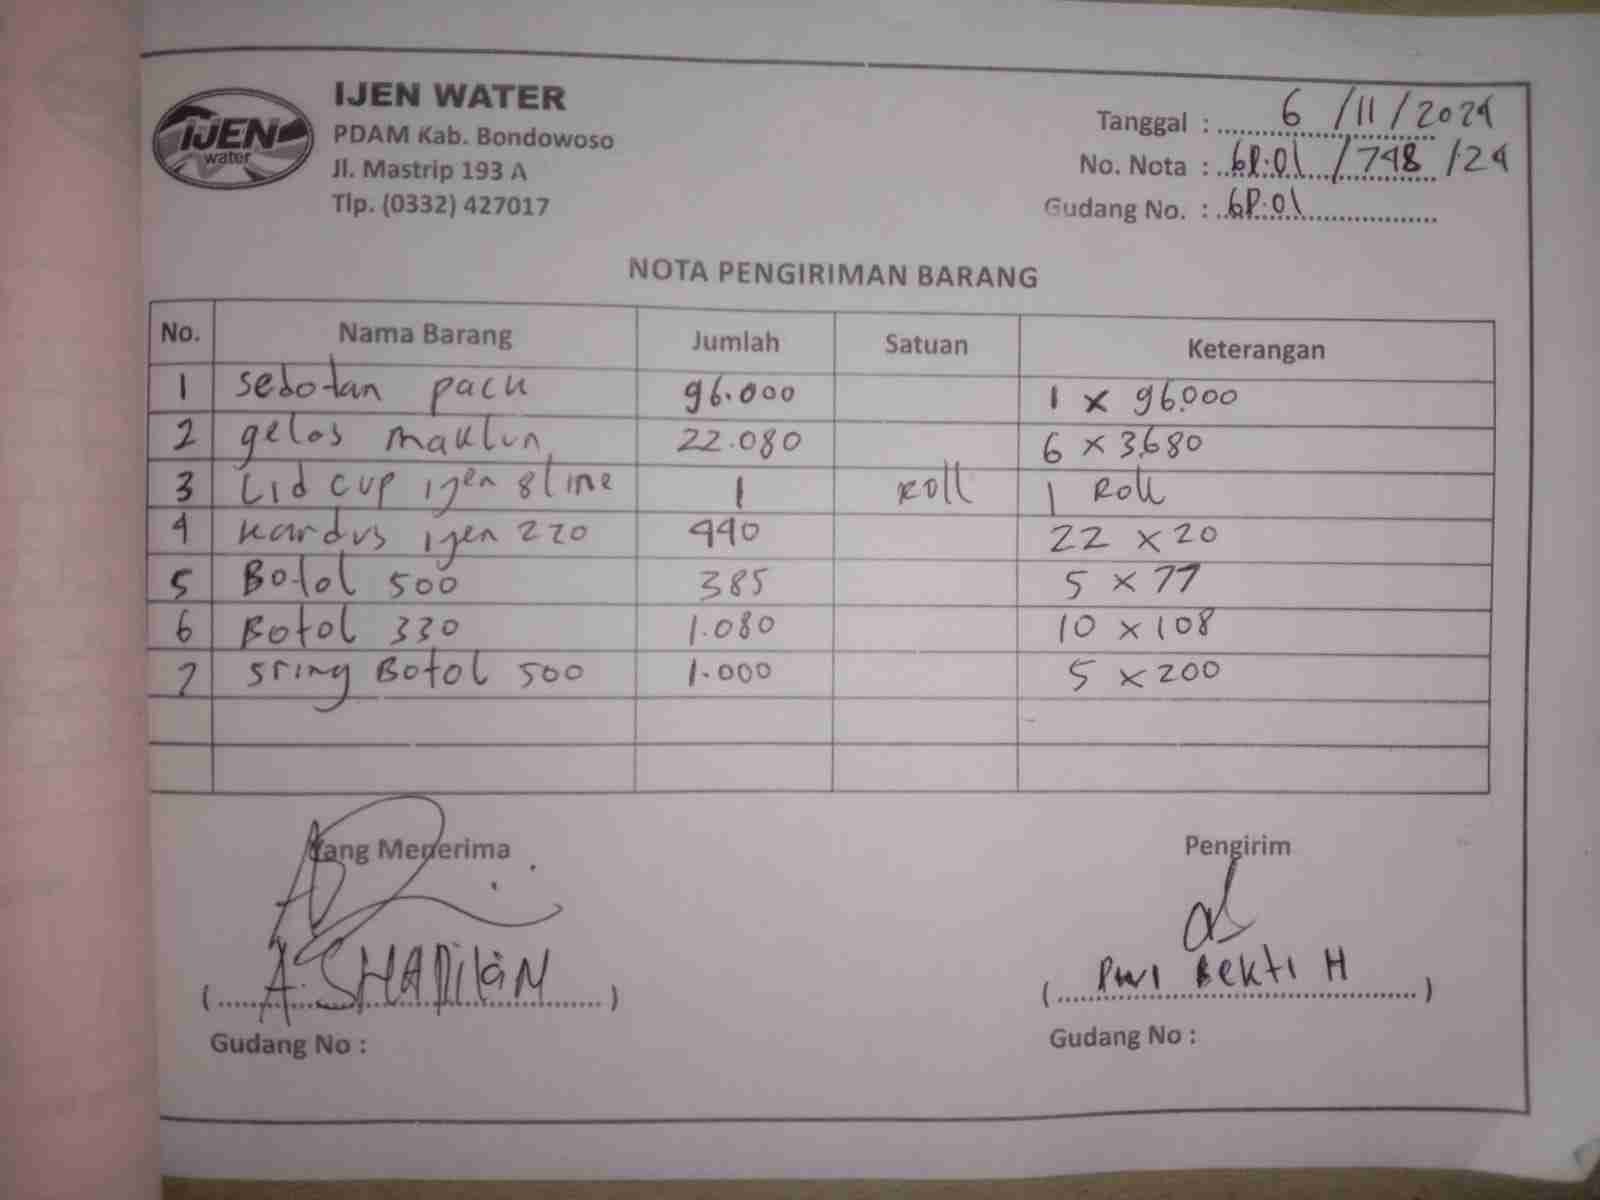 IJEN
water
IJEN WATER
PDAM Kab. Bondowoso
Jl. Mastrip 193 A
Tlp. (0332) 427017
Tanggal : 6 /11 / 2024
No. Nota : 6P.01 / 748 /24
Gudang No. : 6P.01
NOTA PENGIRIMAN BARANG
No. Nama Barang Jumlah Satuan Keterangan
1 Sedotan pack 96.000 1 x 96.000
2 gelas Maklun 22.080 6 x 3.680
3 Lid cup ijen 8 line 1 Roll 1 Roll
4 kardus ijen 220 440 22 x 20
5 Botol 500 385 5 x 77
6 Botol 330 1.080 10 x 108
7 sring Botol 500 1.000 5 x 200
Yang Menerima Pengirim
(A. SHADiLAN) (Dwi Bekti H)
Gudang No : Gudang No :